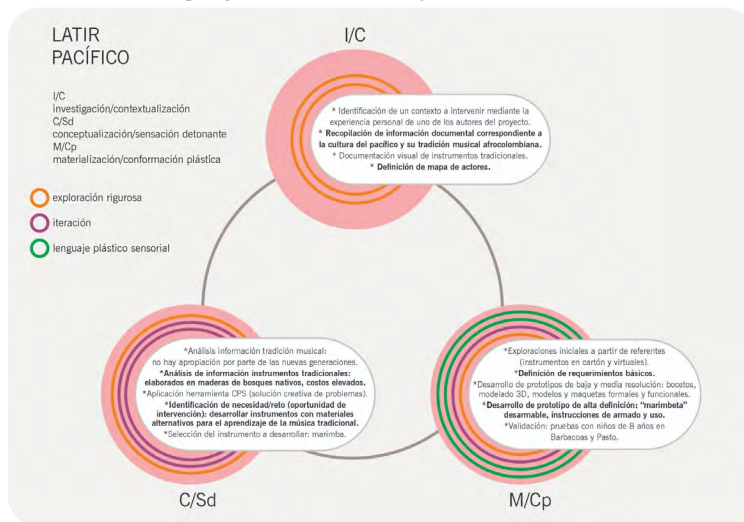 LATIR
PACÍFICO
I/C
investigación/contextualización
C/Sd
conceptualización/sensación detonante
M/Cp
materialización/conformación plástica
exploración rigurosa
iteración
lenguaje plástico sensorial
I/C
* Identificación de un contexto a intervenir mediante la
experiencia personal de uno de los autores del proyecto.
* Recopilación de información documental correspondiente a
la cultura del pacífico y su tradición musical afrocolombiana.
* Documentación visual de instrumentos tradicionales.
* Definición de mapa de actores.
*Análisis información tradición musical:
no hay apropiación por parte de las nuevas generaciones.
*Análisis de información instrumentos tradicionales:
elaborados en maderas de bosques nativos, costos elevados.
*Aplicación herramienta CPS (solución creativa de problemas).
*Identificación de necesidad/reto (oportunidad de
intervención): desarrollar instrumentos con materiales
alternativos para el aprendizaje de la música tradicional.
*Selección del instrumento a desarrollar: marimba.
C/Sd
*Exploraciones iniciales a partir de referentes
(instrumentos en cartón y virtuales).
*Definición de requerimientos básicos.
*Desarrollo de prototipos de baja y media resolución: bocetos,
modelado 3D, modelos y maquetas formales y funcionales.
*Desarrollo de prototipo de alta definición: “marimbeta”
desarmable, instrucciones de armado y uso.
*Validación: pruebas con niños de 8 años en
Barbacoas y Pasto.
M/Cp